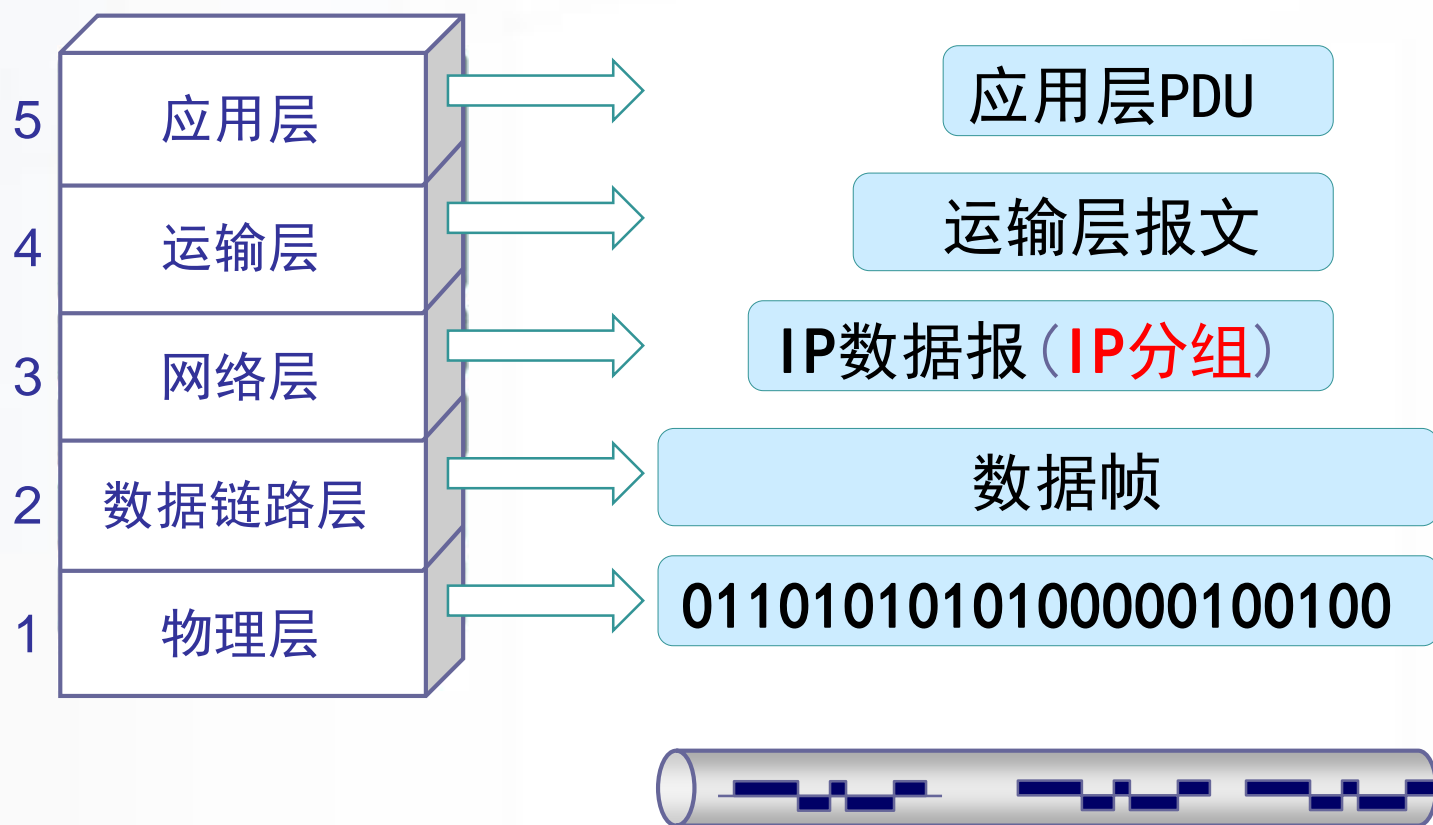 5 应用层 应用层PDU
4 运输层 运输层报文
3 网络层 IP数据报(IP分组)
2 数据链路层 数据帧
1 物理层 0110101010100000100100